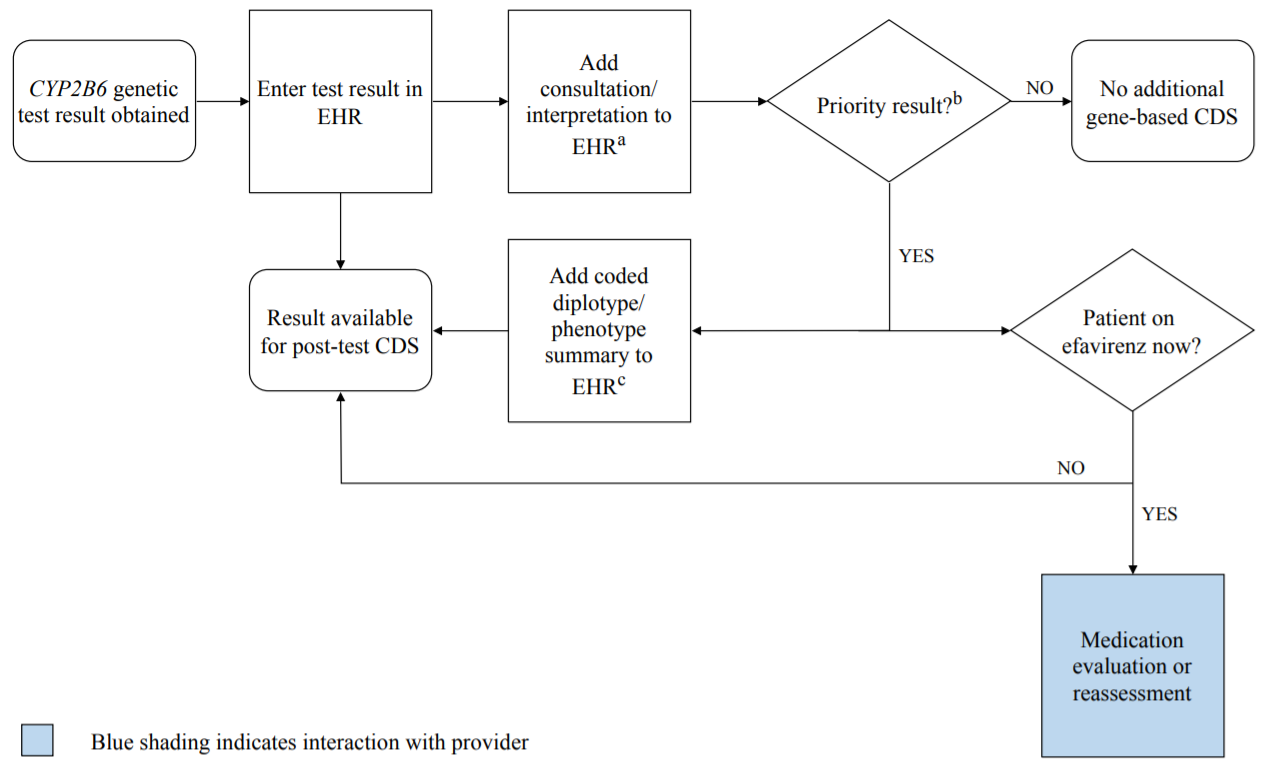 CYP2B6 genetic
test result obtained
Enter test result in
EHR
Add
consultation/
interpretation to
EHRa
Priority result?b
NO
No additional
gene-based CDS
YES
Result available
for post-test CDS
Add coded
diplotype/
phenotype
summary to
EHRc
Patient on
efavirenz now?
NO
YES
Medication
evaluation or
reassessment
Blue shading indicates interaction with provider